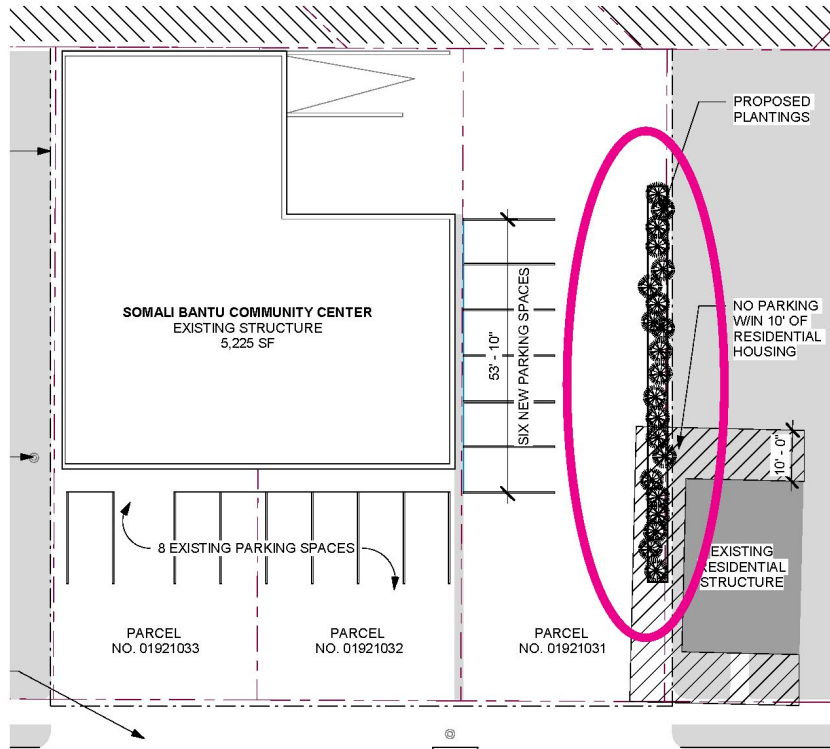 PROPOSED
PLANTINGS
SOMALI BANTU COMMUNITY CENTER
EXISTING STRUCTURE
5,225 SF
53' - 10"
SIX NEW PARKING SPACES
NO PARKING
W/IN 10' OF
RESIDENTIAL
HOUSING
10' - 0"
8 EXISTING PARKING SPACES
EXISTING
RESIDENTIAL
STRUCTURE
PARCEL
NO. 01921033
PARCEL
NO. 01921032
PARCEL
NO. 01921031